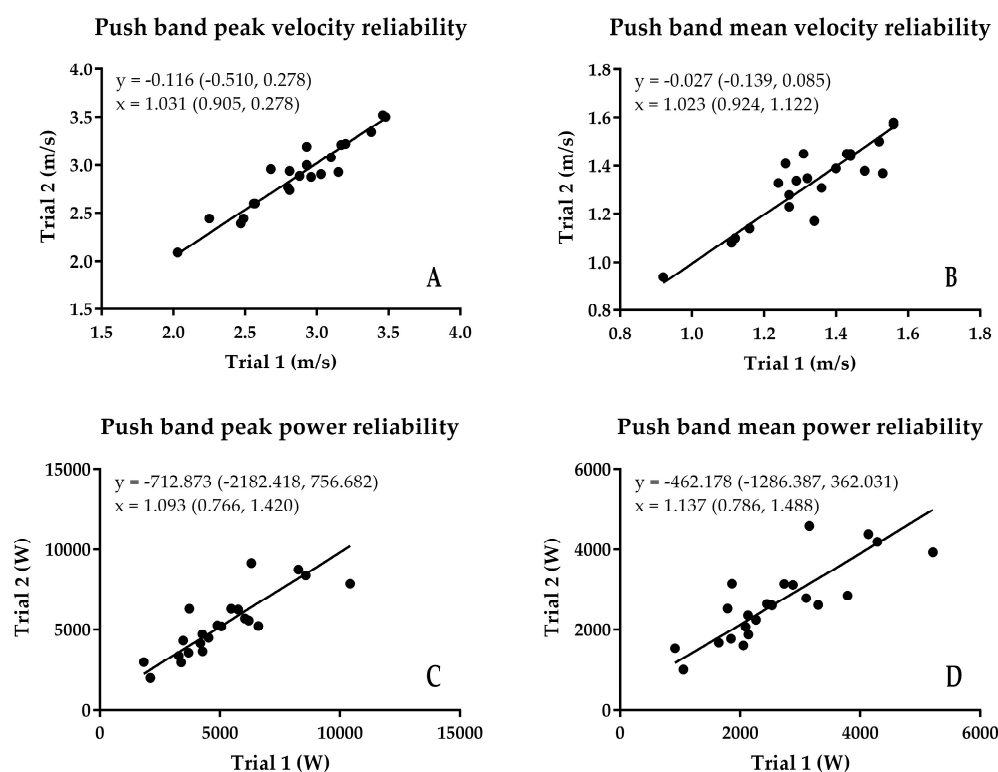 Push band peak velocity reliability
y = -0.116 (-0.510, 0.278)
x = 1.031 (0.905, 0.278)
4.0
3.5
3.0
2.5
2.0
1.5
Trial 2 (m/s)
A
1.5 2.0 2.5 3.0 3.5 4.0
Trial 1 (m/s)
Push band mean velocity reliability
y = -0.027 (-0.139, 0.085)
x = 1.023 (0.924, 1.122)
1.8
1.6
1.4
1.2
1.0
0.8
Trial 2 (m/s)
B
0.8 1.0 1.2 1.4 1.6 1.8
Trial 1 (m/s)
Push band peak power reliability
y = -712.873 (-2182.418, 756.682)
x = 1.093 (0.766, 1.420)
15000
10000
5000
0
Trial 2 (W)
C
0 5000 10000 15000
Trial 1 (W)
Push band mean power reliability
y = -462.178 (-1286.387, 362.031)
x = 1.137 (0.786, 1.488)
6000
4000
2000
0
Trial 2 (W)
D
0 2000 4000 6000
Trial 1 (W)